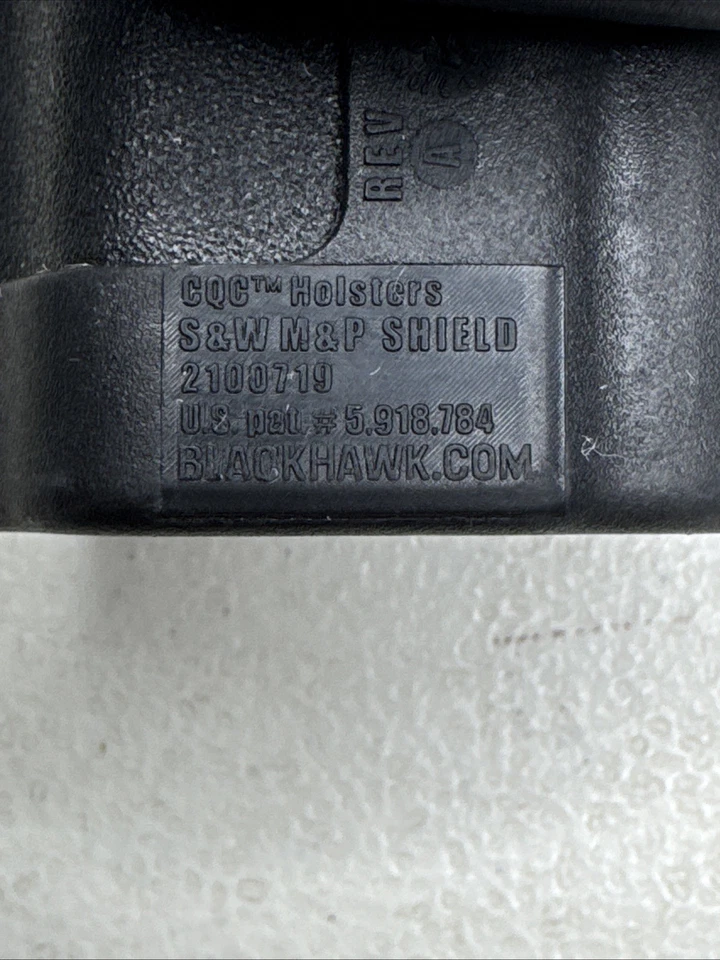 REV A
CQC™ Holsters
S&W M&P SHIELD
2100719
U.S. pat. # 5,918,784
BLACKHAWK.COM